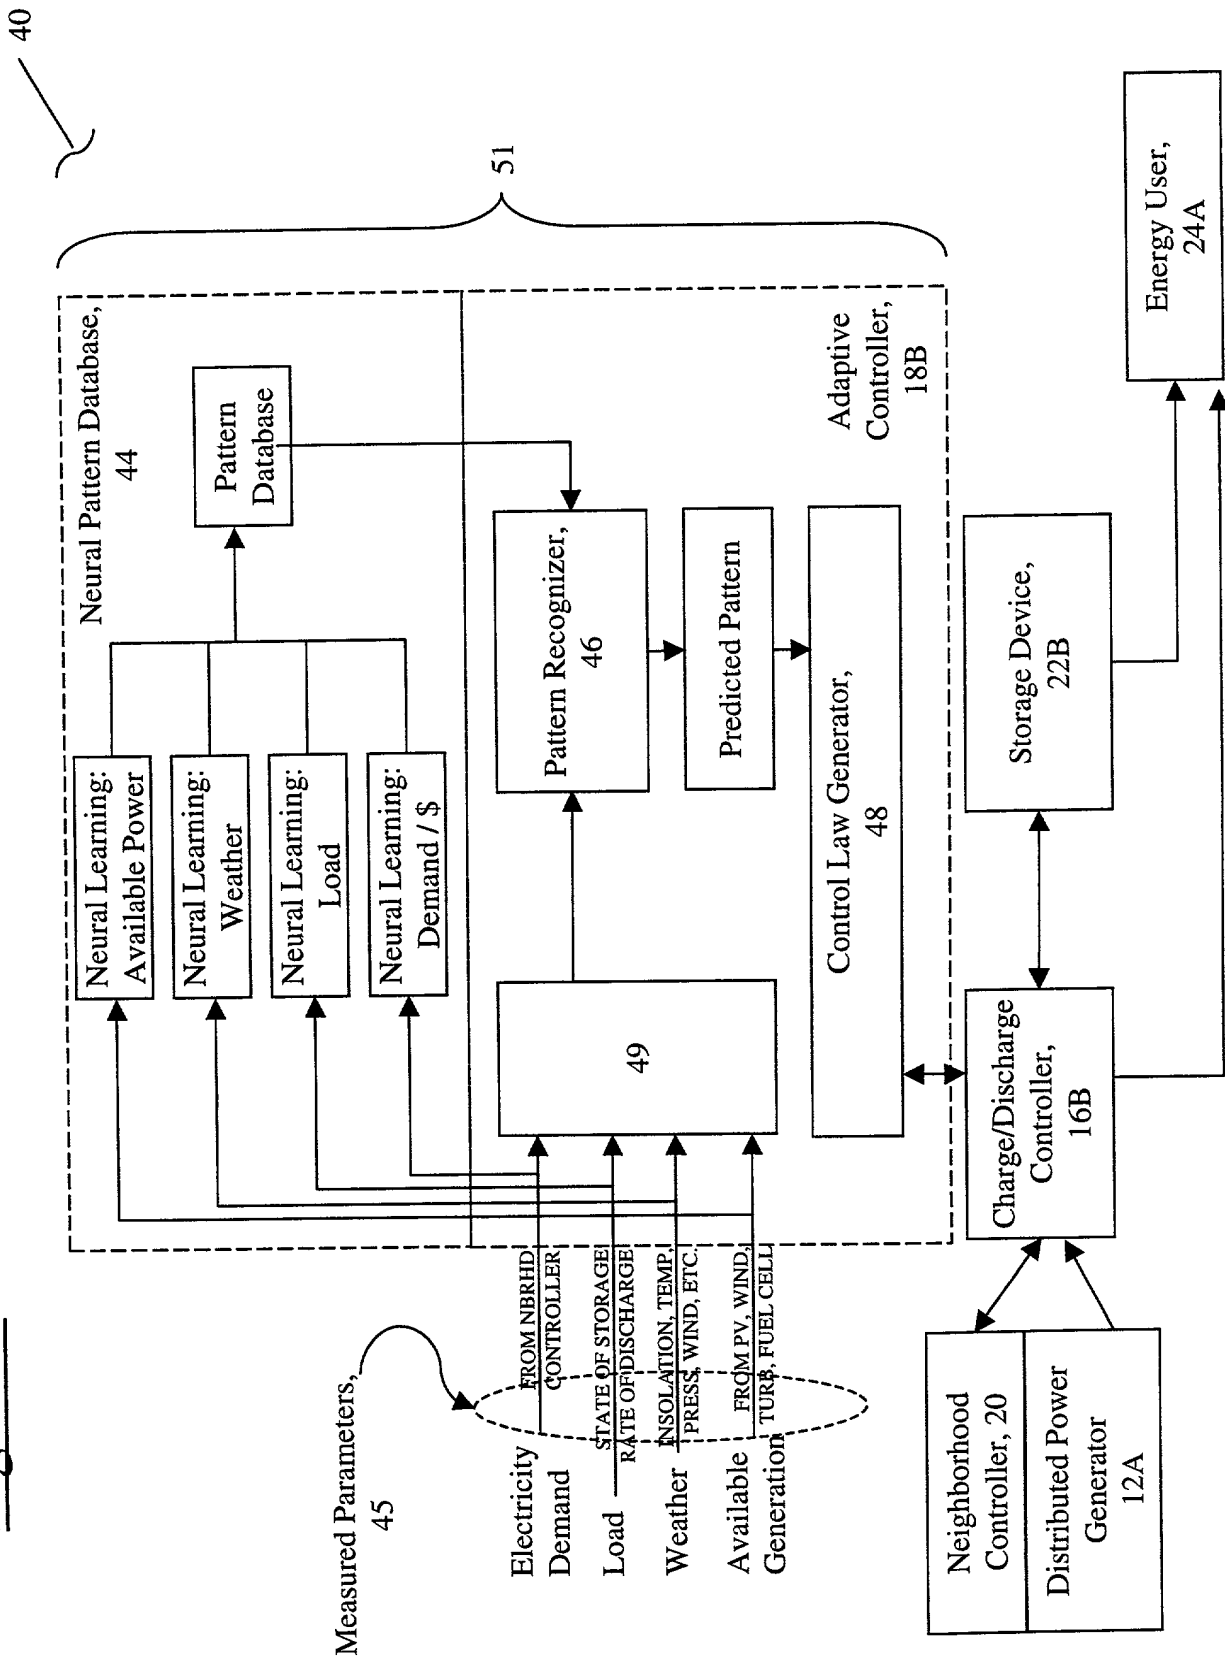 40
51
Neural Pattern Database,
44
Neural Learning:
Available Power
Neural Learning:
Weather
Neural Learning:
Load
Neural Learning:
Demand / $
Pattern
Database
Measured Parameters,
45
Electricity
Demand
FROM NBRHD
CONTROLLER
Load
STATE OF STORAGE
RATE OF DISCHARGE
Weather
INSOLATION, TEMP,
PRESS, WIND, ETC.
Available
Generation
FROM PV, WIND,
TURB, FUEL CELL
49
Pattern Recognizer,
46
Predicted Pattern
Control Law Generator,
48
Adaptive
Controller,
18B
Neighborhood
Controller, 20
Distributed Power
Generator
12A
Charge/Discharge
Controller,
16B
Storage Device,
22B
Energy User,
24A